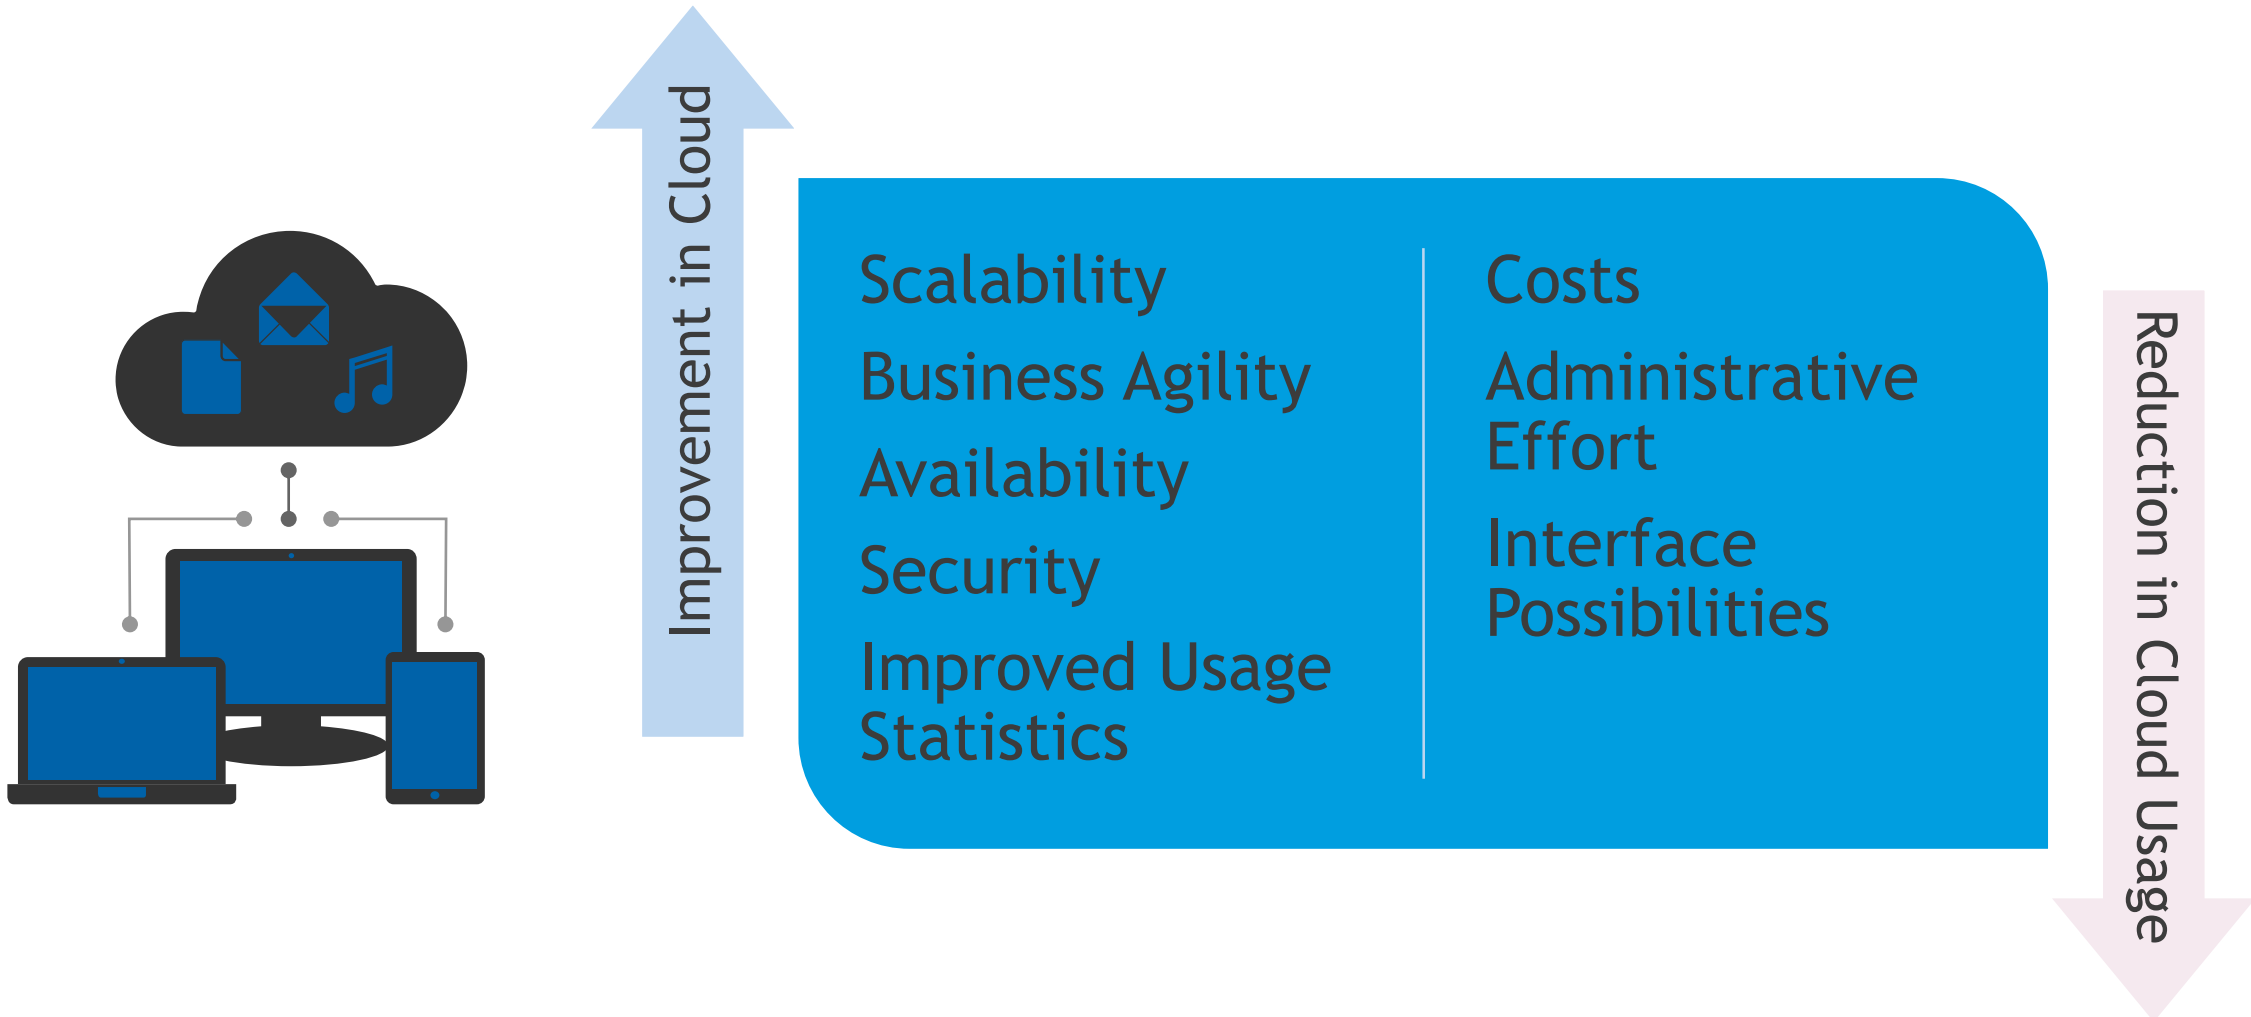 Improvement in Cloud
Scalability
Business Agility
Availability
Security
Improved Usage
Statistics
Costs
Administrative
Effort
Interface
Possibilities
Reduction in Cloud Usage